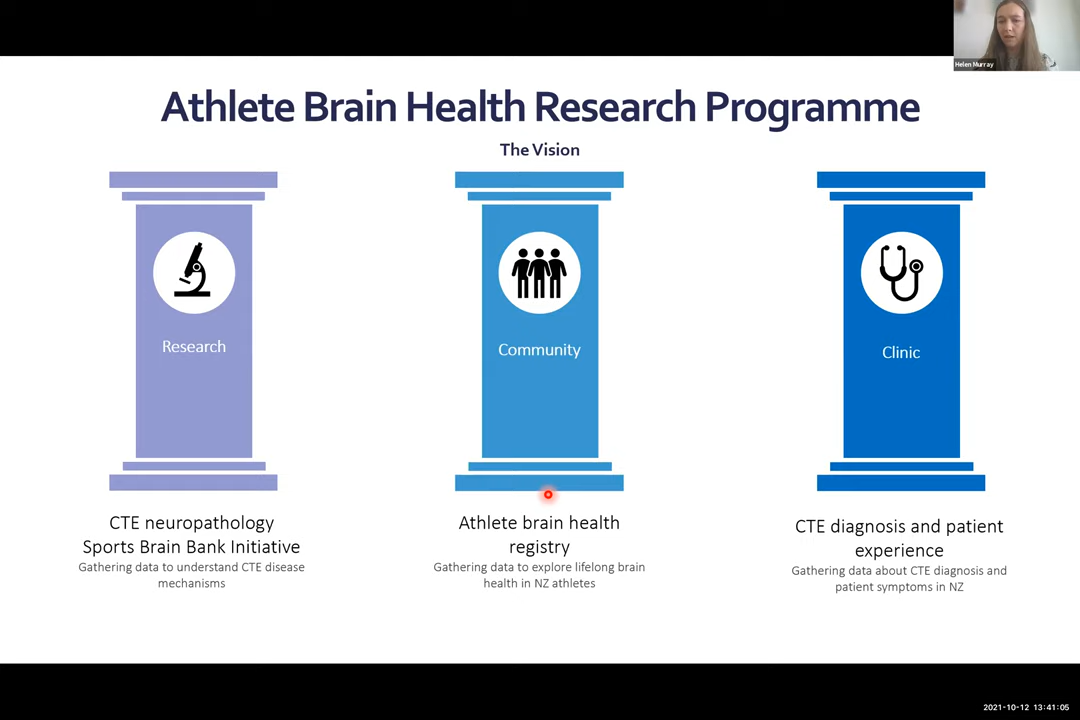 Helen Murray
Athlete Brain Health Research Programme
The Vision
Research
Community
Clinic
CTE neuropathology
Sports Brain Bank Initiative
Gathering data to understand CTE disease
mechanisms
Athlete brain health
registry
Gathering data to explore lifelong brain
health in NZ athletes
CTE diagnosis and patient
experience
Gathering data about CTE diagnosis and
patient symptoms in NZ
2021-10-12 13:41:05